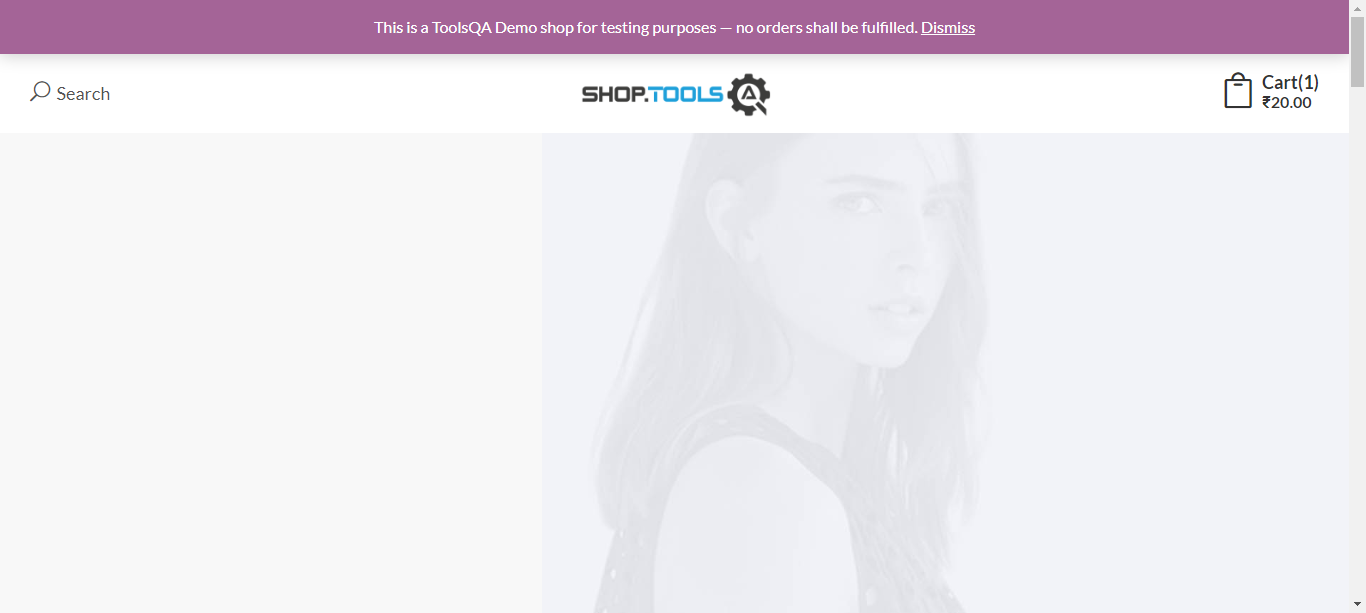 This is a ToolsQA Demo shop for testing purposes — no orders shall be fulfilled. Dismiss
Search
SHOP.TOOLS
Cart(1)
₹20.00